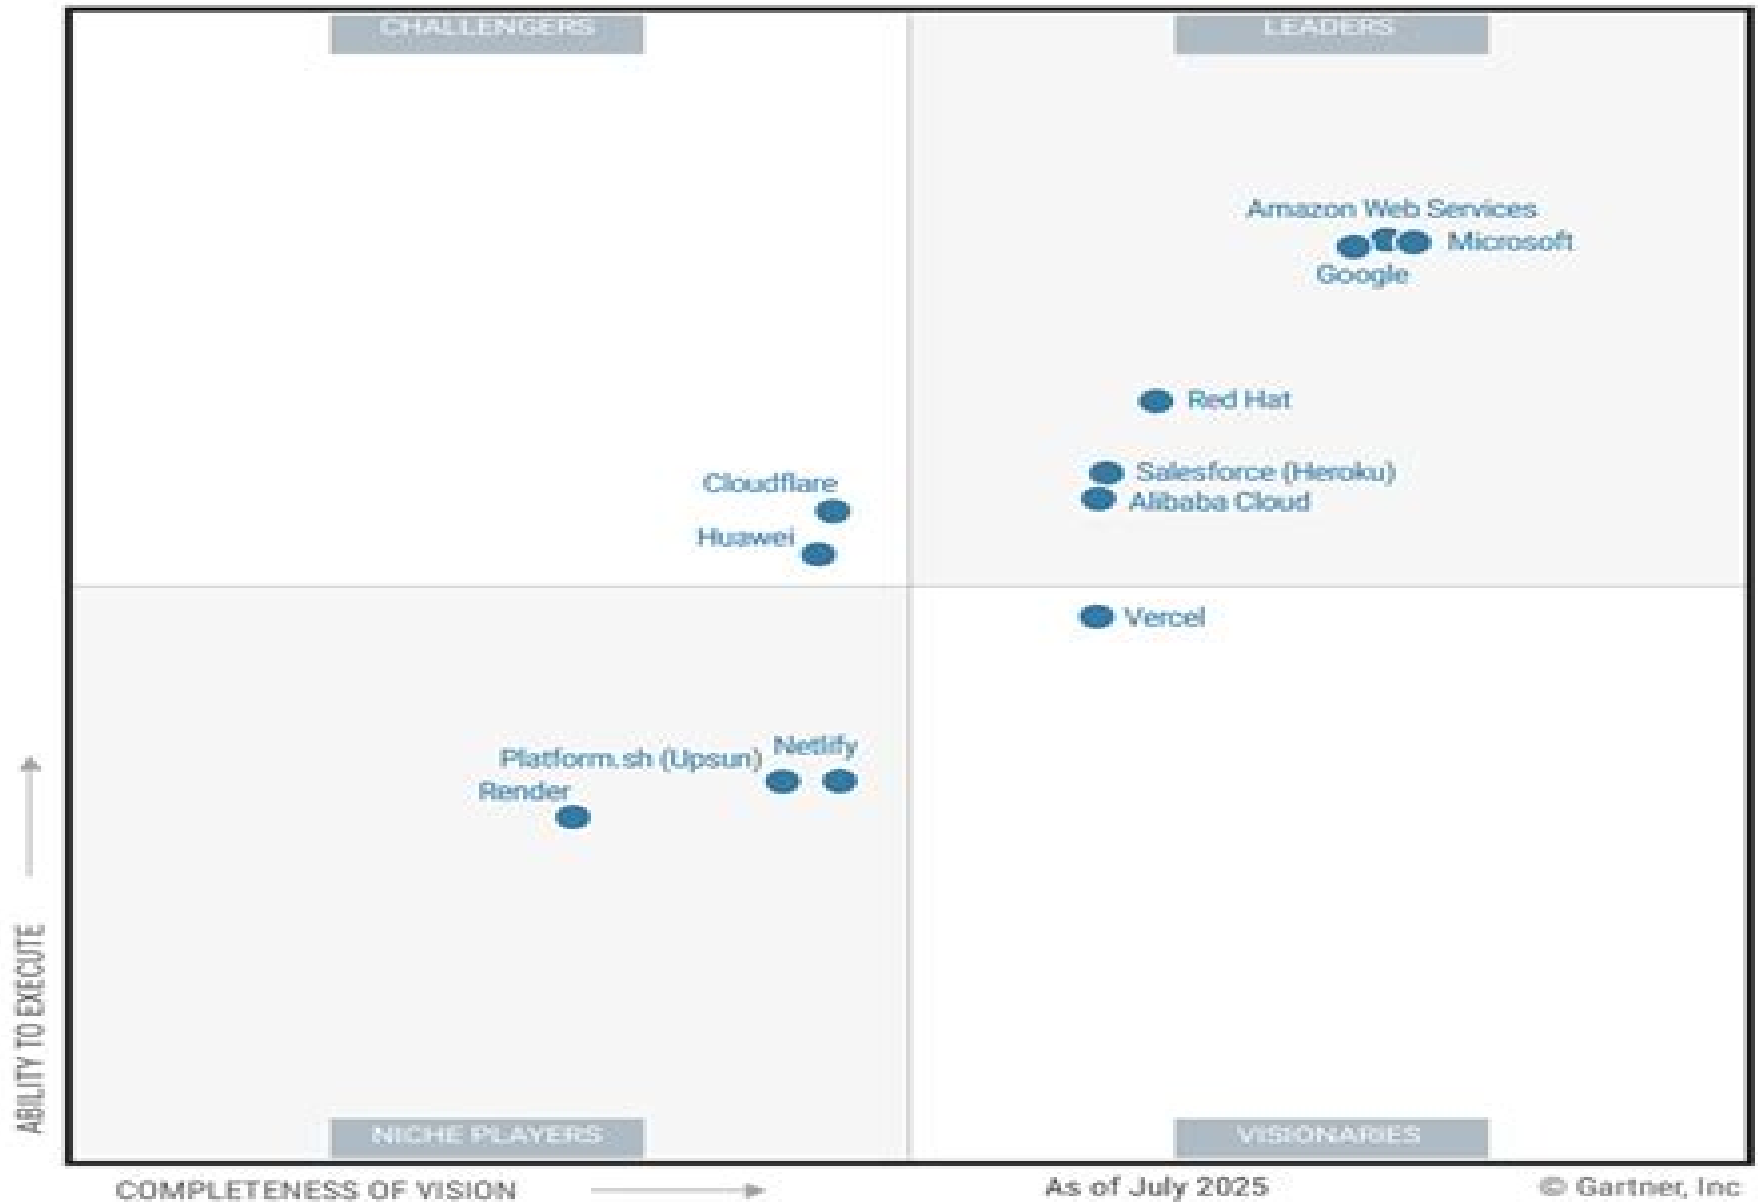 CHALLENGERS
LEADERS
Amazon Web Services
Microsoft
Google
Red Hat
Salesforce (Heroku)
Alibaba Cloud
Cloudflare
Huawei
Vercel
Netlify
Platform.sh (Upsun)
Render
ABILITY TO EXECUTE
NICHE PLAYERS
VISIONARIES
COMPLETENESS OF VISION
As of July 2025
© Gartner, Inc